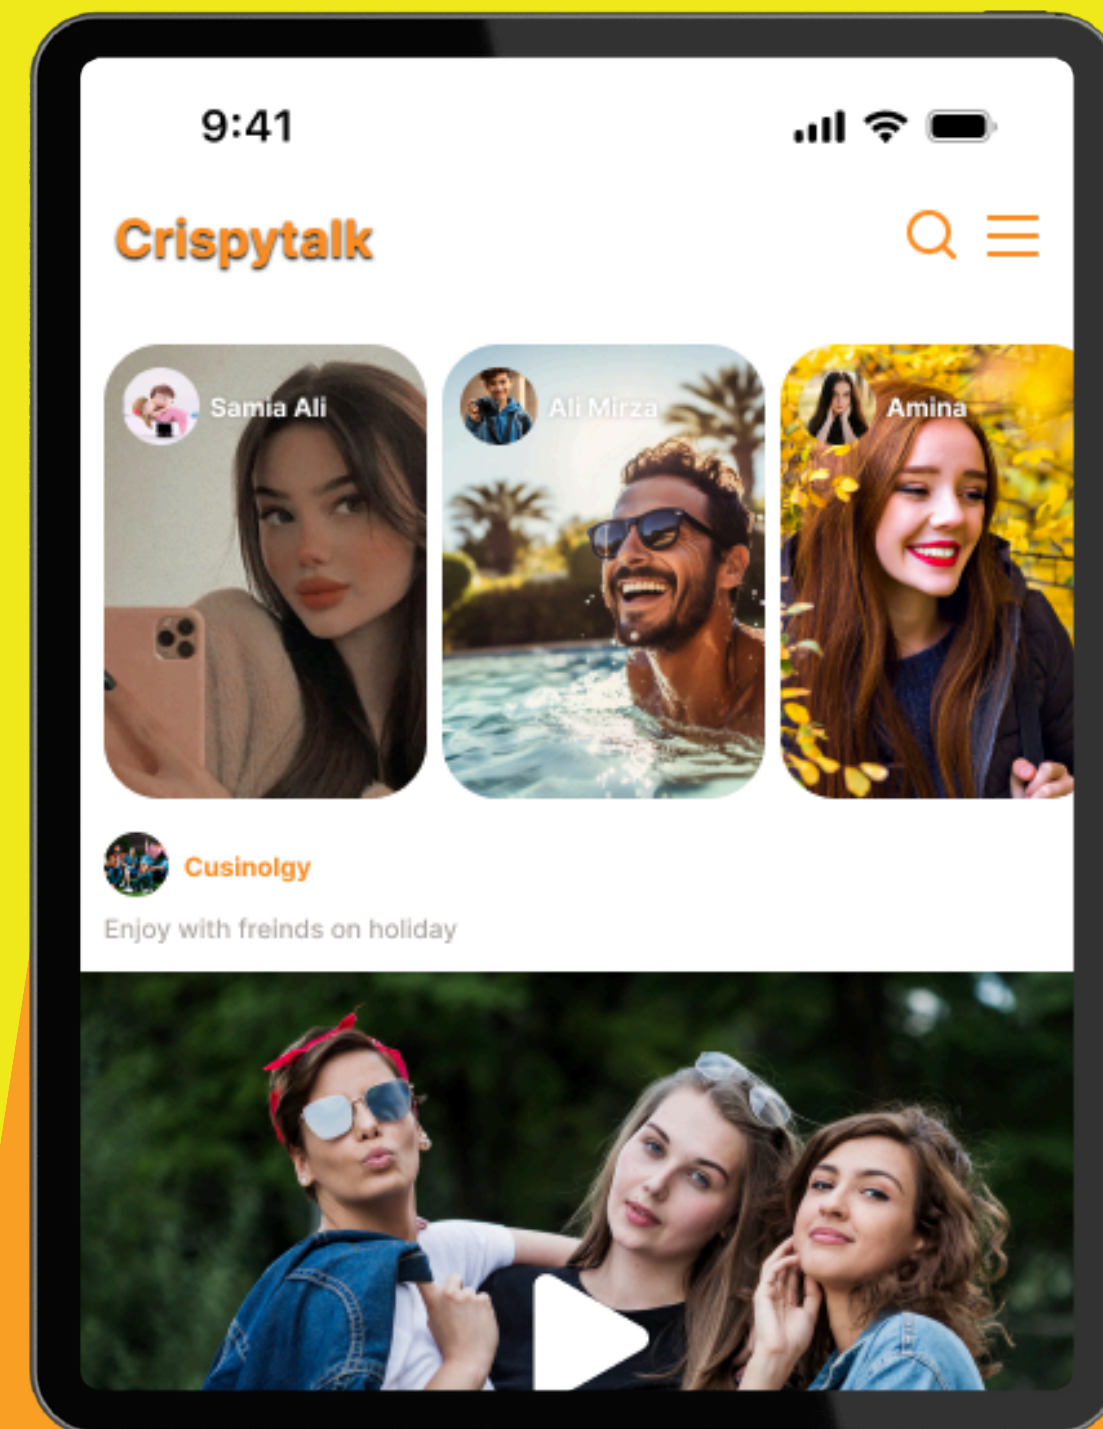 9:41
Crispytalk
Samia Ali
Ali Mirza
Amina
Cusinolgy
Enjoy with freinds on holiday